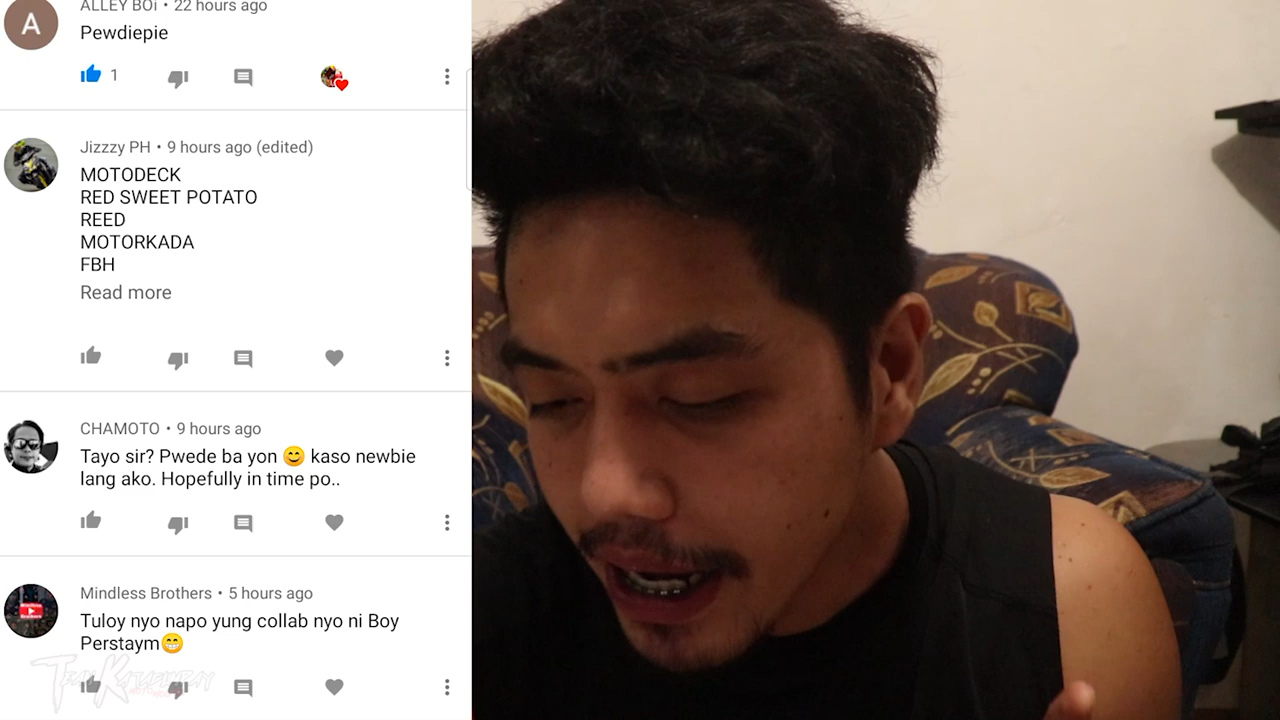 ALLEY BOi • 22 hours ago
Pewdiepie
1
A
Jizzzy PH • 9 hours ago (edited)
MOTODECK
RED SWEET POTATO
REED
MOTORKADA
FBH
Read more
CHAMOTO • 9 hours ago
Tayo sir? Pwede ba yon 😊 kaso newbie
lang ako. Hopefully in time po..
Mindless Brothers • 5 hours ago
Tuloy nyo napo yung collab nyo ni Boy
Perstaym😁